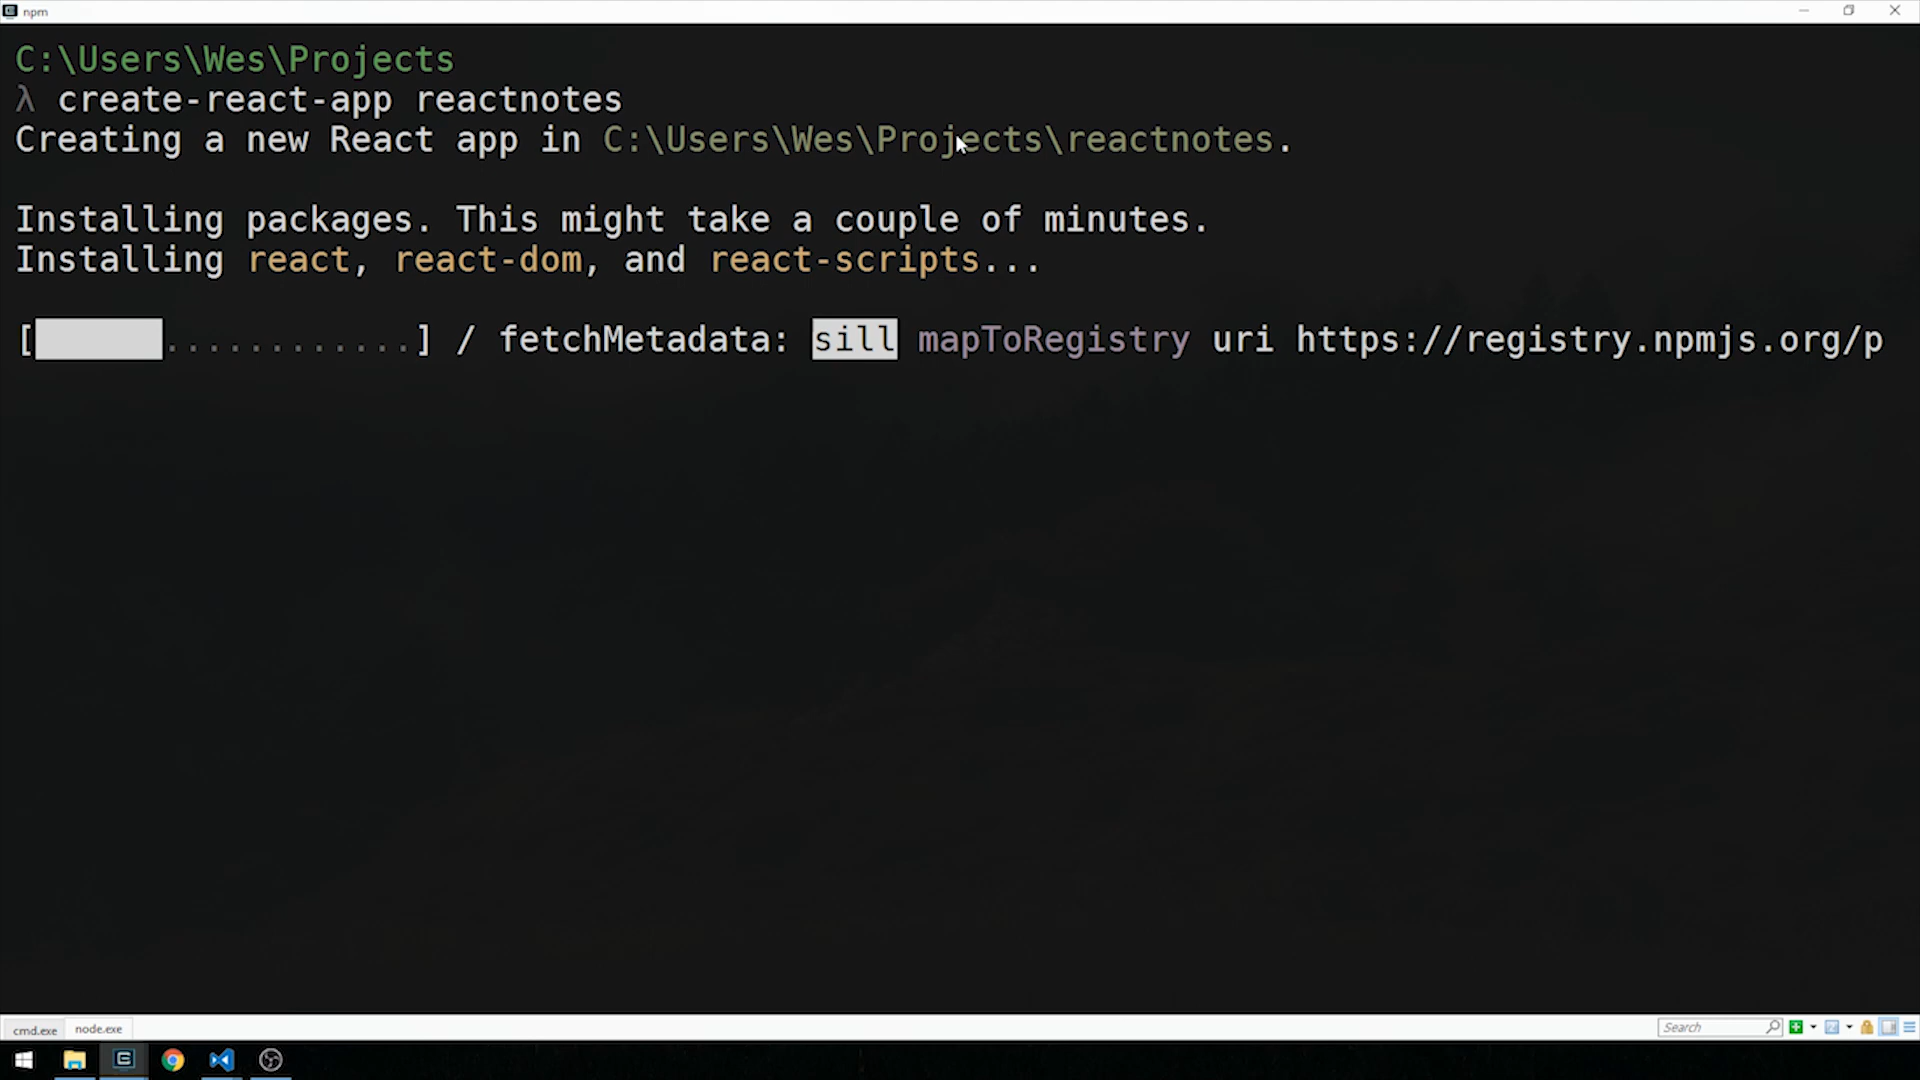 npm
C:\Users\Wes\Projects
λ create-react-app reactnotes
Creating a new React app in C:\Users\Wes\Projects\reactnotes.
Installing packages. This might take a couple of minutes.
Installing react, react-dom, and react-scripts...
[ ............] / fetchMetadata: sill mapToRegistry uri https://registry.npmjs.org/p
cmd.exe node.exe Search